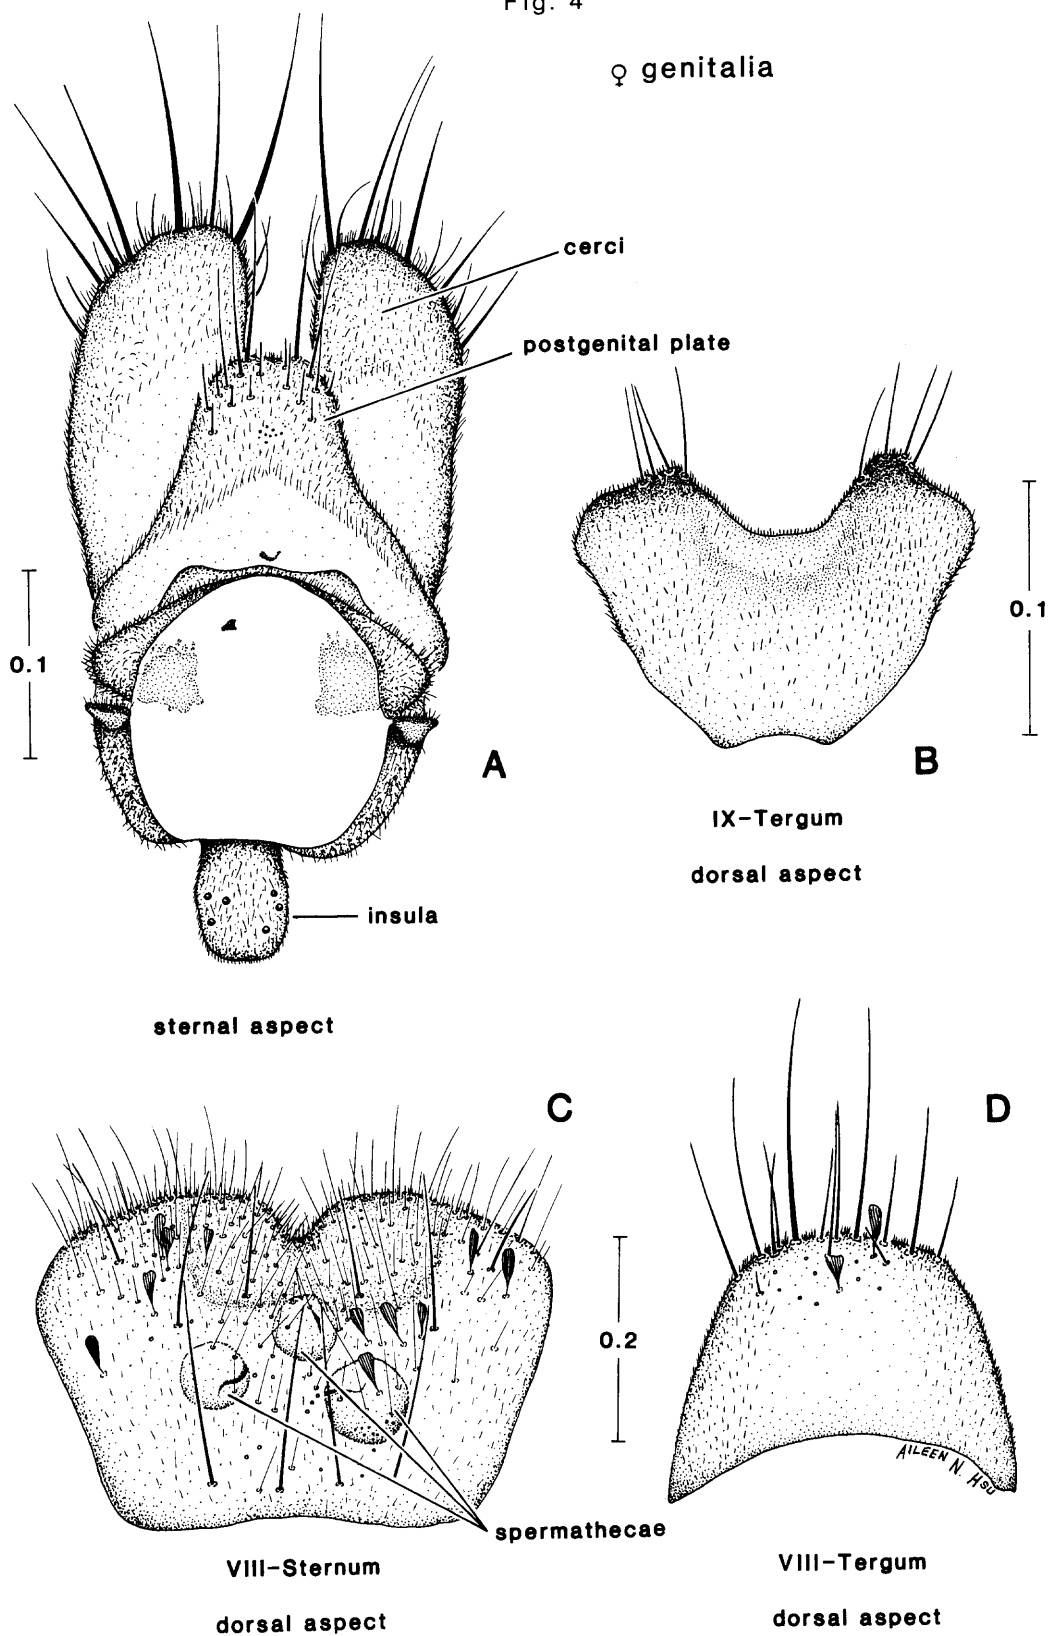 Fig. 4
♀ genitalia
cerci
postgenital plate
0.1
0.1
A
B
IX-Tergum
dorsal aspect
insula
sternal aspect
C
D
0.2
AILEEN N. HSU
spermathecae
VIII-Sternum
dorsal aspect
VIII-Tergum
dorsal aspect